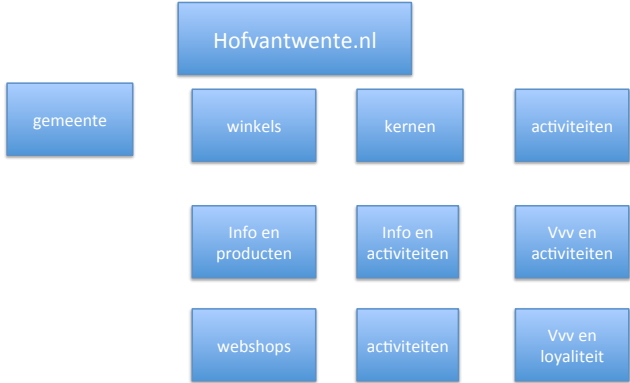 Hofvantwente.nl
gemeente
winkels
kernen
activiteiten
Info en
producten
Info en
activiteiten
Vvv en
activiteiten
webshops
activiteiten
Vvv en
loyaliteit